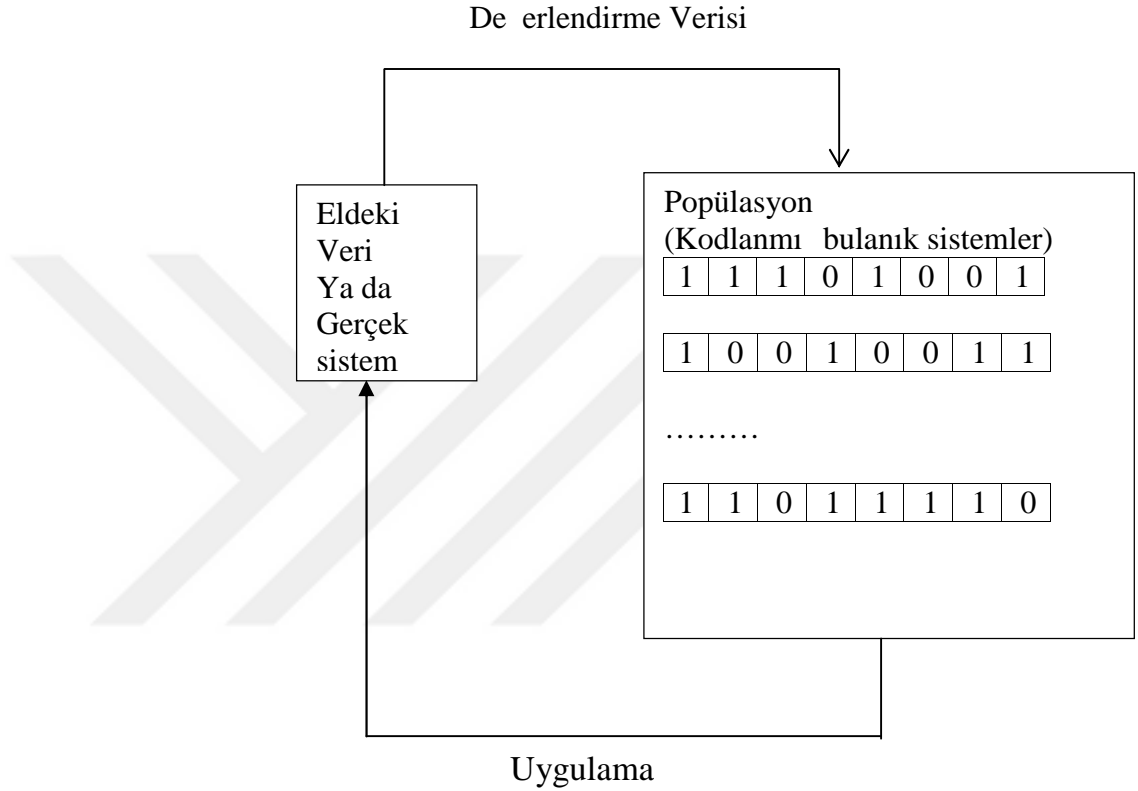 De erlendirme Verisi
Eldeki
Veri
Ya da
Gerçek
sistem
Popülasyon
(Kodlanmı bulanık sistemler)
1 1 1 0 1 0 0 1
1 0 0 1 0 0 1 1
………
1 1 0 1 1 1 1 0
Uygulama